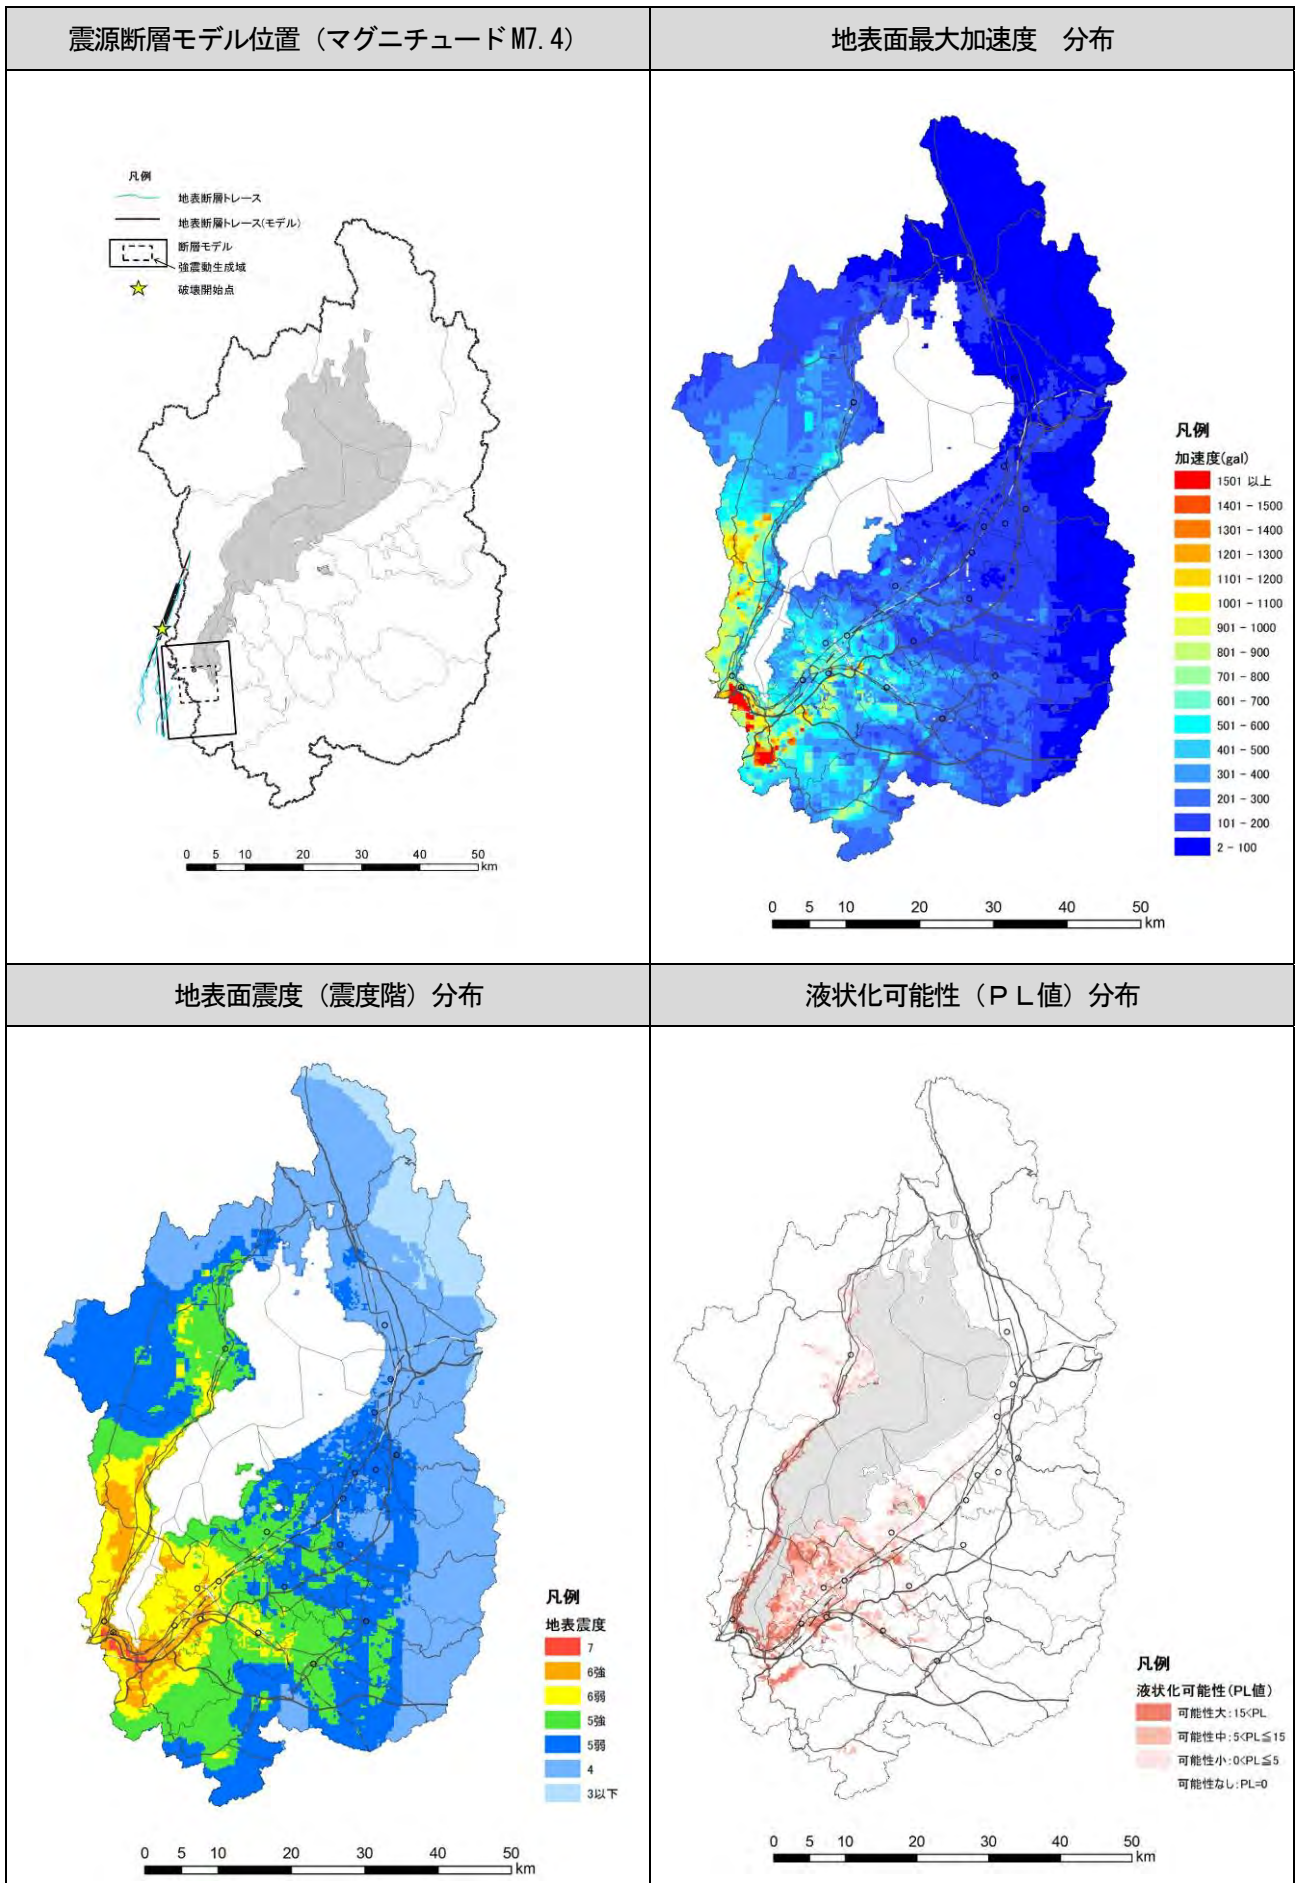 震源断層モデル位置（マグニチュードM7.4）
地表面最大加速度　分布
凡例
地表断層トレース
地表断層トレース(モデル)
断層モデル
強震動生成域
破壊開始点
0 5 10 20 30 40 50
km
凡例
加速度(gal)
1501 以上
1401 - 1500
1301 - 1400
1201 - 1300
1101 - 1200
1001 - 1100
901 - 1000
801 - 900
701 - 800
601 - 700
501 - 600
401 - 500
301 - 400
201 - 300
101 - 200
2 - 100
0 5 10 20 30 40 50
km
地表面震度（震度階）分布
液状化可能性（ＰＬ値）分布
凡例
地表震度
7
6強
6弱
5強
5弱
4
3以下
0 5 10 20 30 40 50
km
凡例
液状化可能性(PL値)
可能性大:15<PL
可能性中:5<PL≦15
可能性小:0<PL≦5
可能性なし:PL=0
0 5 10 20 30 40 50
km